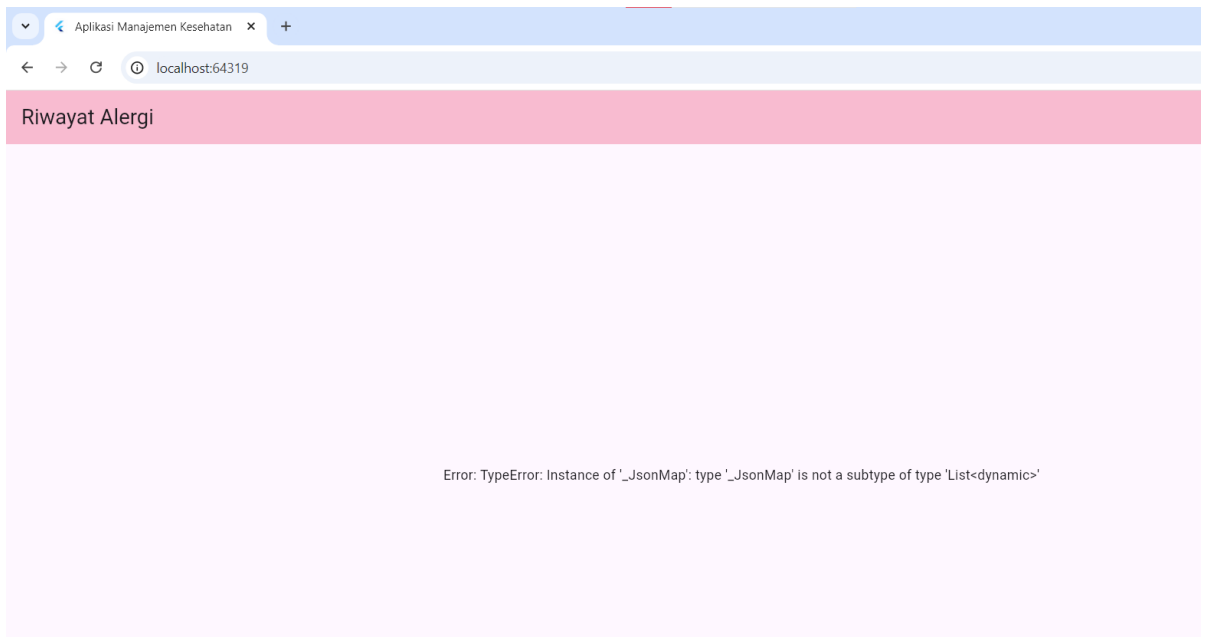 Aplikasi Manajemen Kesehatan
localhost:64319
Riwayat Alergi
Error: TypeError: Instance of '_JsonMap': type '_JsonMap' is not a subtype of type 'List<dynamic>'